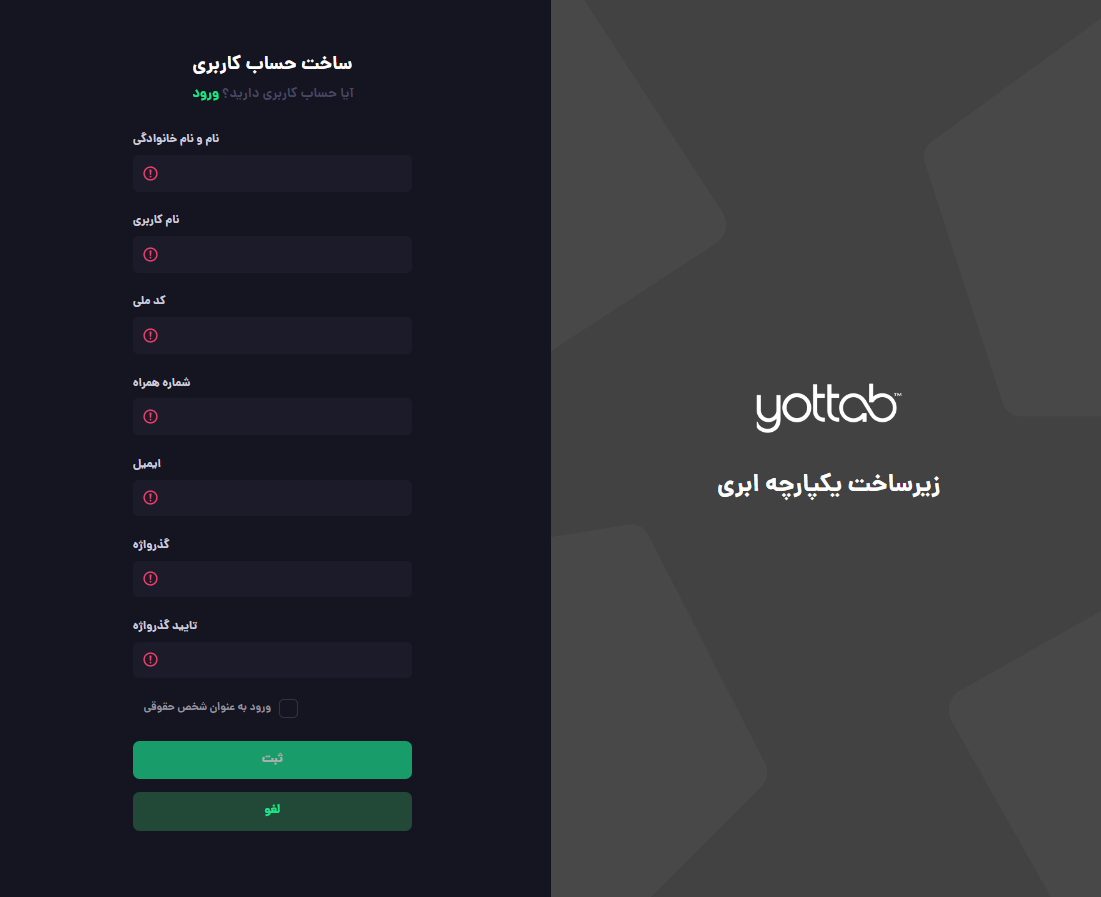 ساخت حساب کاربری
آیا حساب کاربری دارید؟ ورود
نام و نام خانوادگی
نام کاربری
کد ملی
شماره همراه
ایمیل
گذرواژه
تایید گذرواژه
ورود به عنوان شخص حقوقی
ثبت
لغو
yottab™
زیرساخت یکپارچه ابری